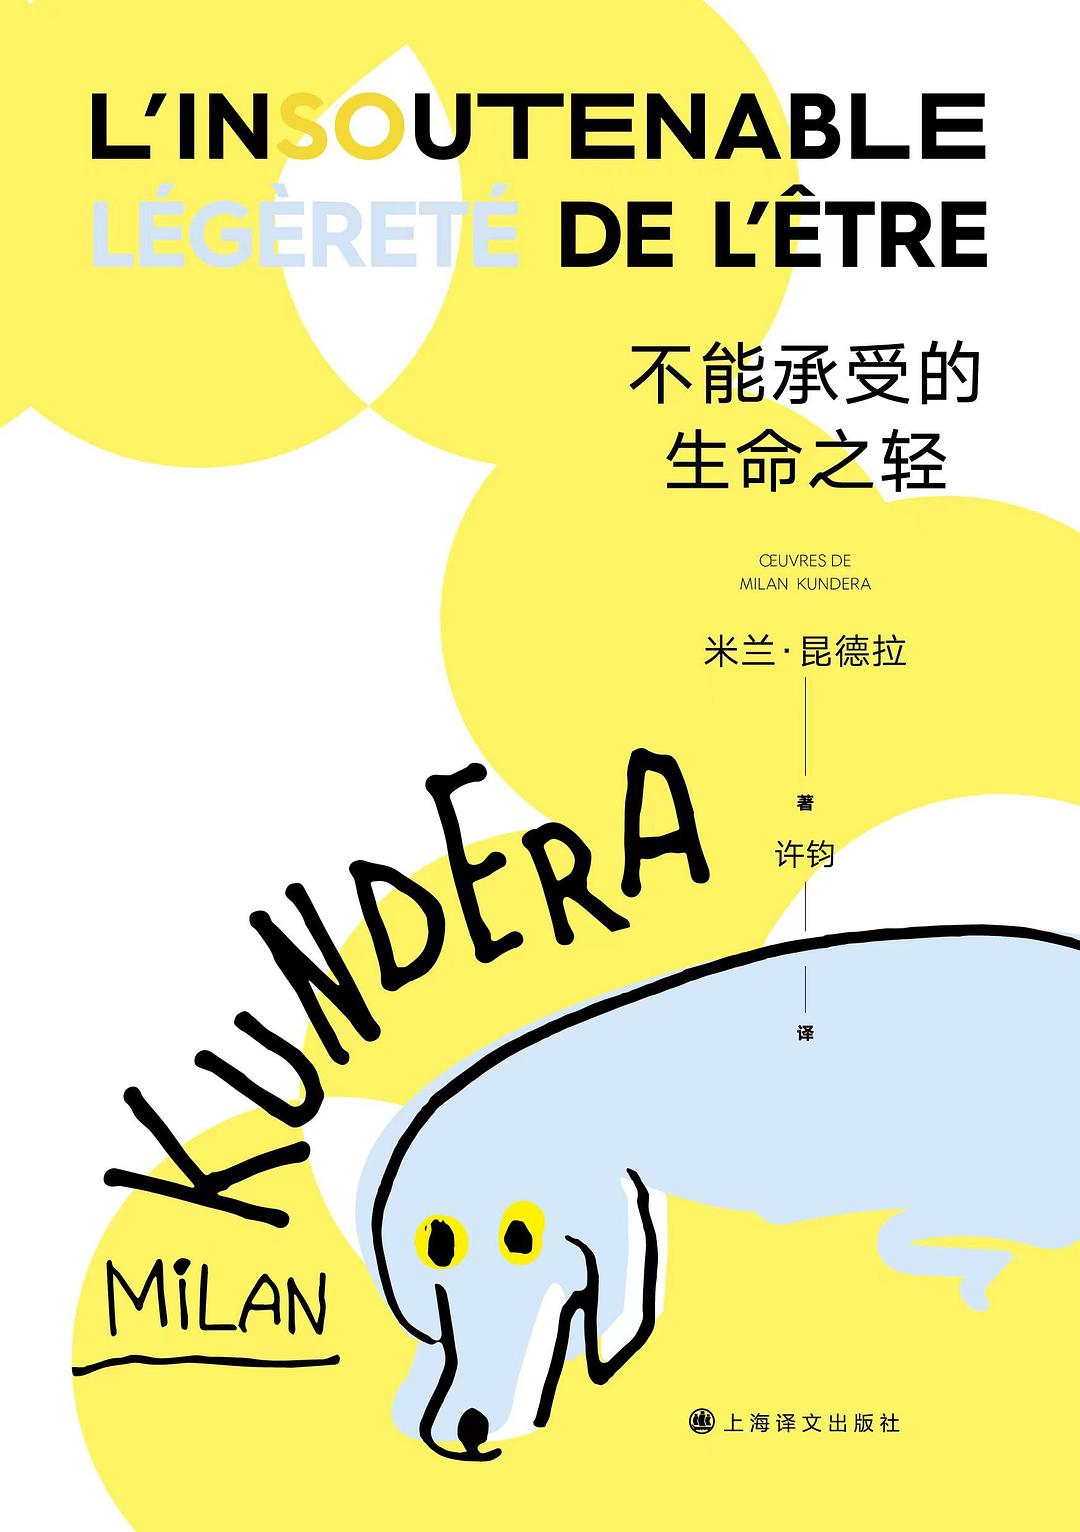 L'INSOUTENABLE
LÉGÈRETÉ DE L'ÊTRE
不能承受的
生命之轻
ŒUVRES DE
MILAN KUNDERA
米兰·昆德拉
著
许钧
译
KUNDERA
MiLAN
上海译文出版社